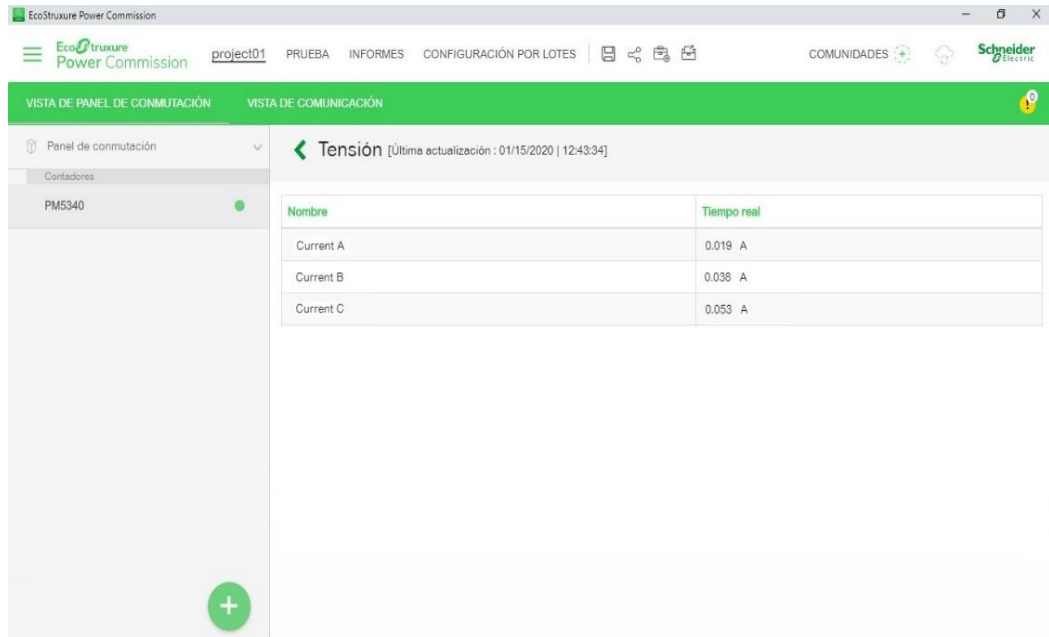 EcoStruxure Power Commission
EcoStruxure
Power Commission
project01 PRUEBA INFORMES CONFIGURACIÓN POR LOTES COMUNIDADES Schneider
Electric
VISTA DE PANEL DE CONMUTACIÓN VISTA DE COMUNICACIÓN 0
Panel de conmutación
Tensión [Última actualización : 01/15/2020 | 12:43:34]
Contadores
PM5340
Nombre Tiempo real
Current A 0.019 A
Current B 0.038 A
Current C 0.053 A